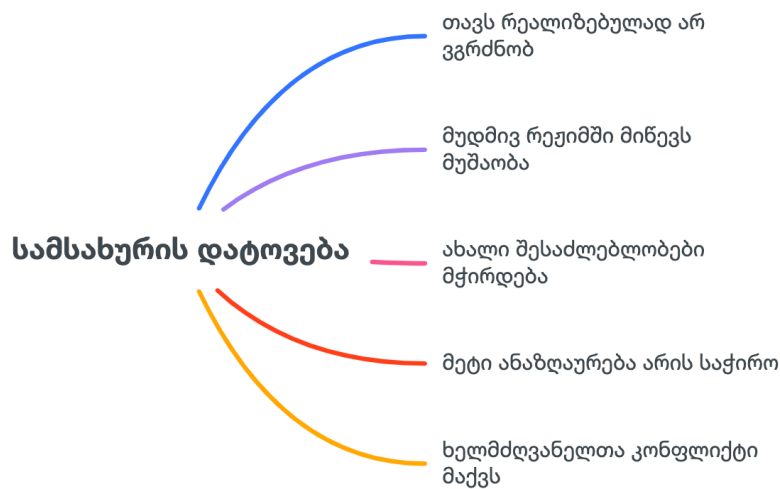 თავს რეალიზებულად არ
ვგრძნობ
მუდმივ რეჟიმში მიწევს
მუშაობა
სამსახურის დატოვება
ახალი შესაძლებლობები
მჭირდება
მეტი ანაზღაურება არის საჭირო
ხელმძღვანელთა კონფლიქტი
მაქვს